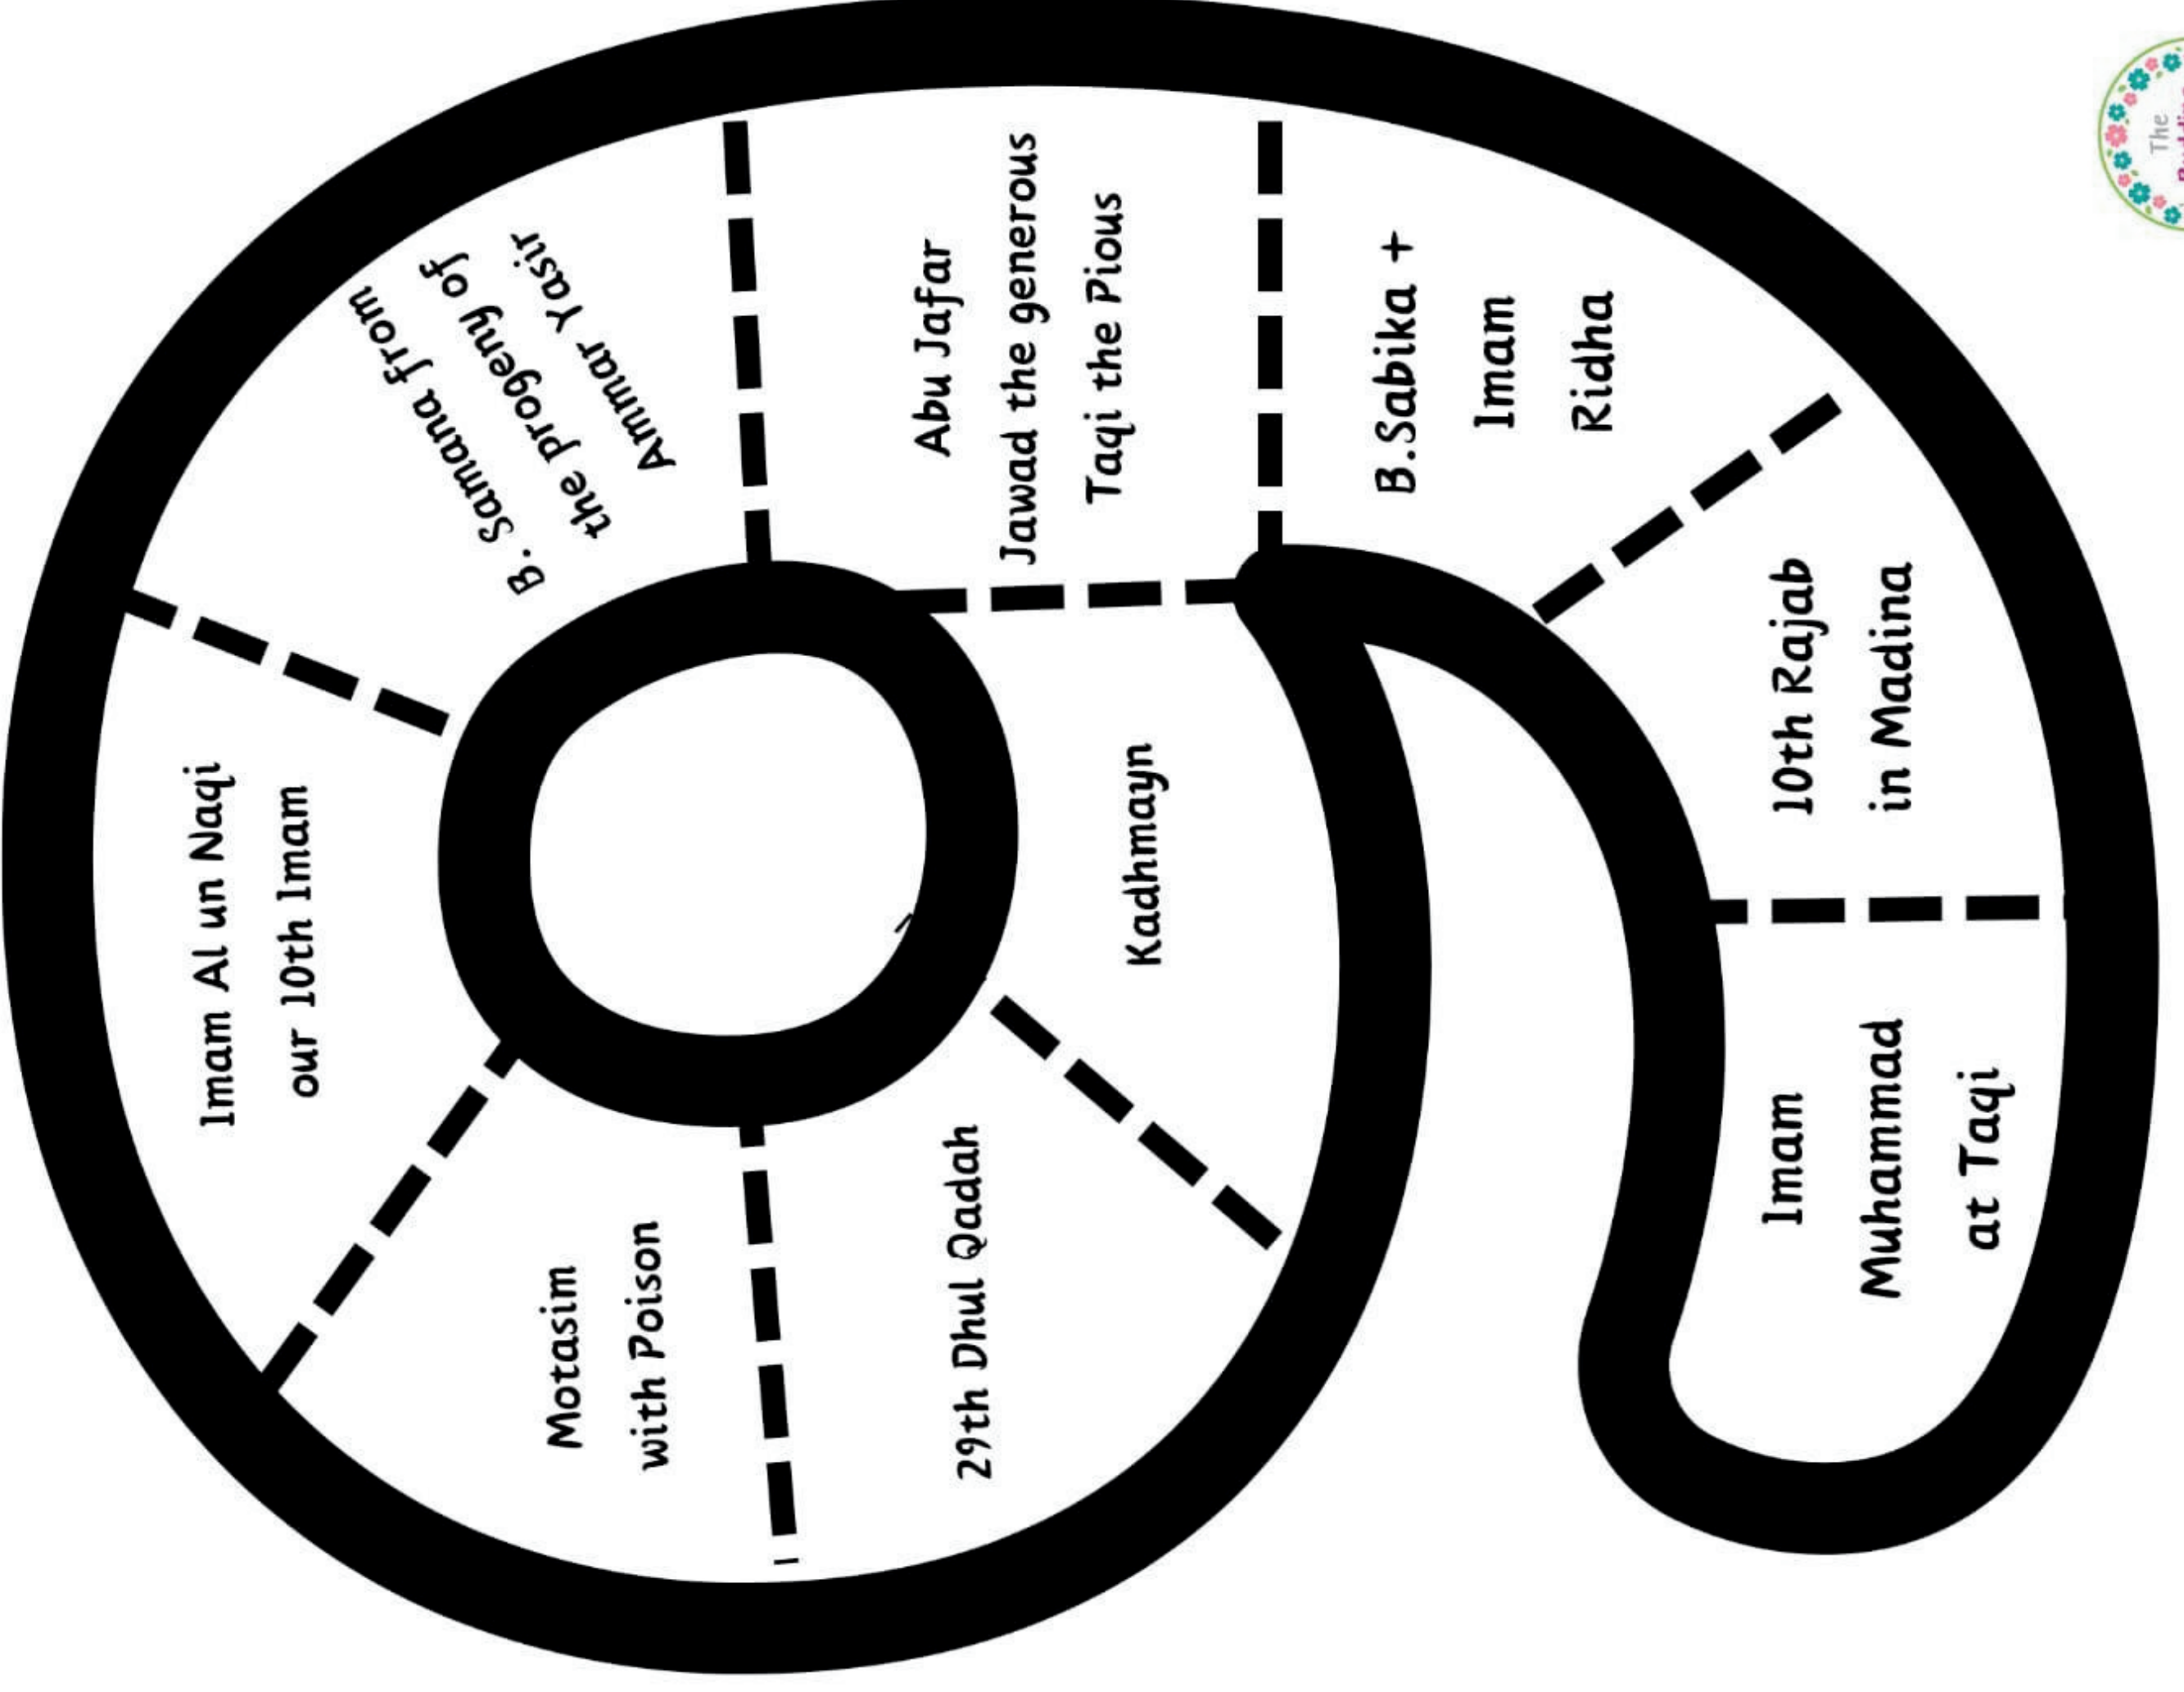 Imam Al un Naqi
our 10th Imam
B. Samana from
the progeny of
Ammar Yasir
Motasim
with Poison
29th Dhul Qadah
Abu Jafar
Jawad the generous
Taqi the Pious
Kadhmayn
B.Sabika +
Imam
Ridha
10th Rajab
in Madina
Imam
Muhammad
at Taqi
The